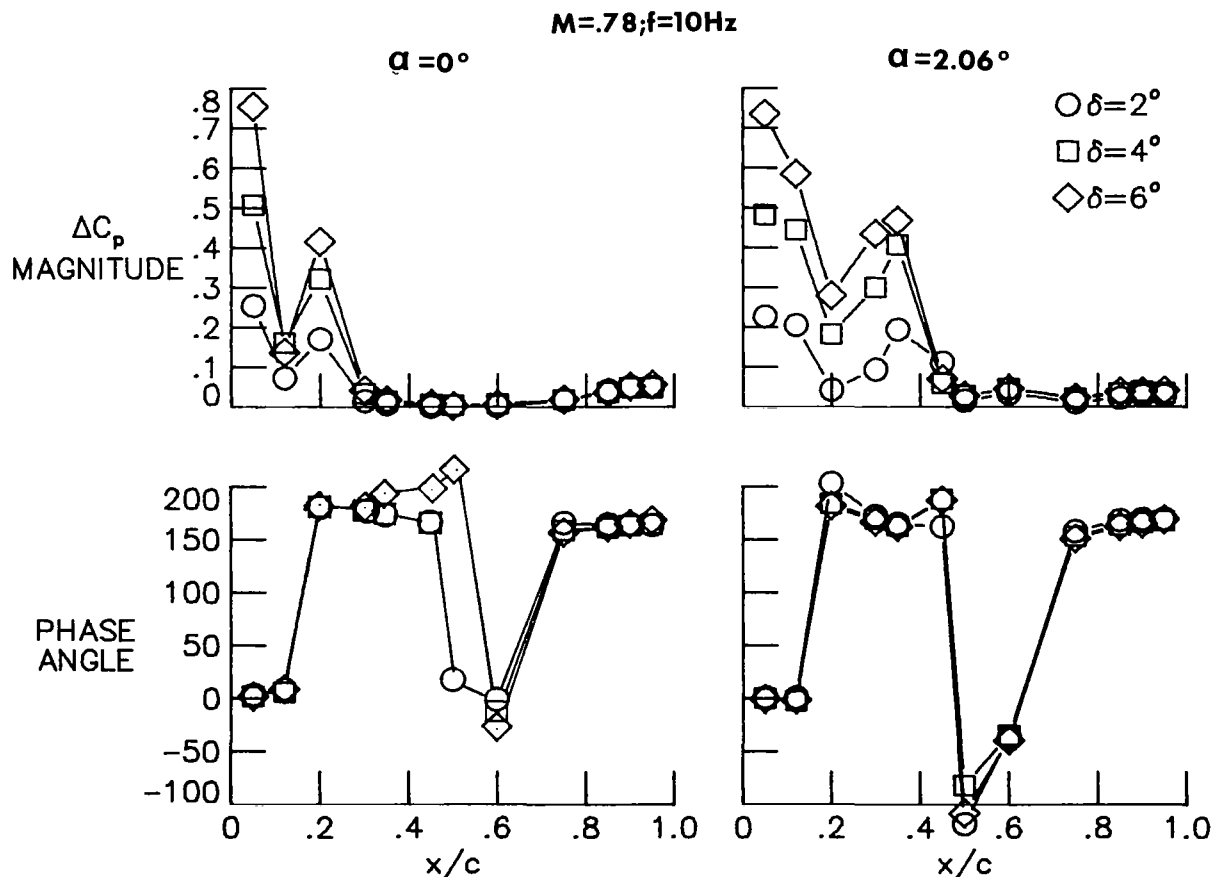 M=.78;f=10Hz
α=0°
α=2.06°
○ δ=2°
□ δ=4°
◇ δ=6°
ΔCp
MAGNITUDE
.8
.7
.6
.5
.4
.3
.2
.1
0
PHASE
ANGLE
200
150
100
50
0
-50
-100
0 .2 .4 .6 .8 1.0
x/c
0 .2 .4 .6 .8 1.0
x/c